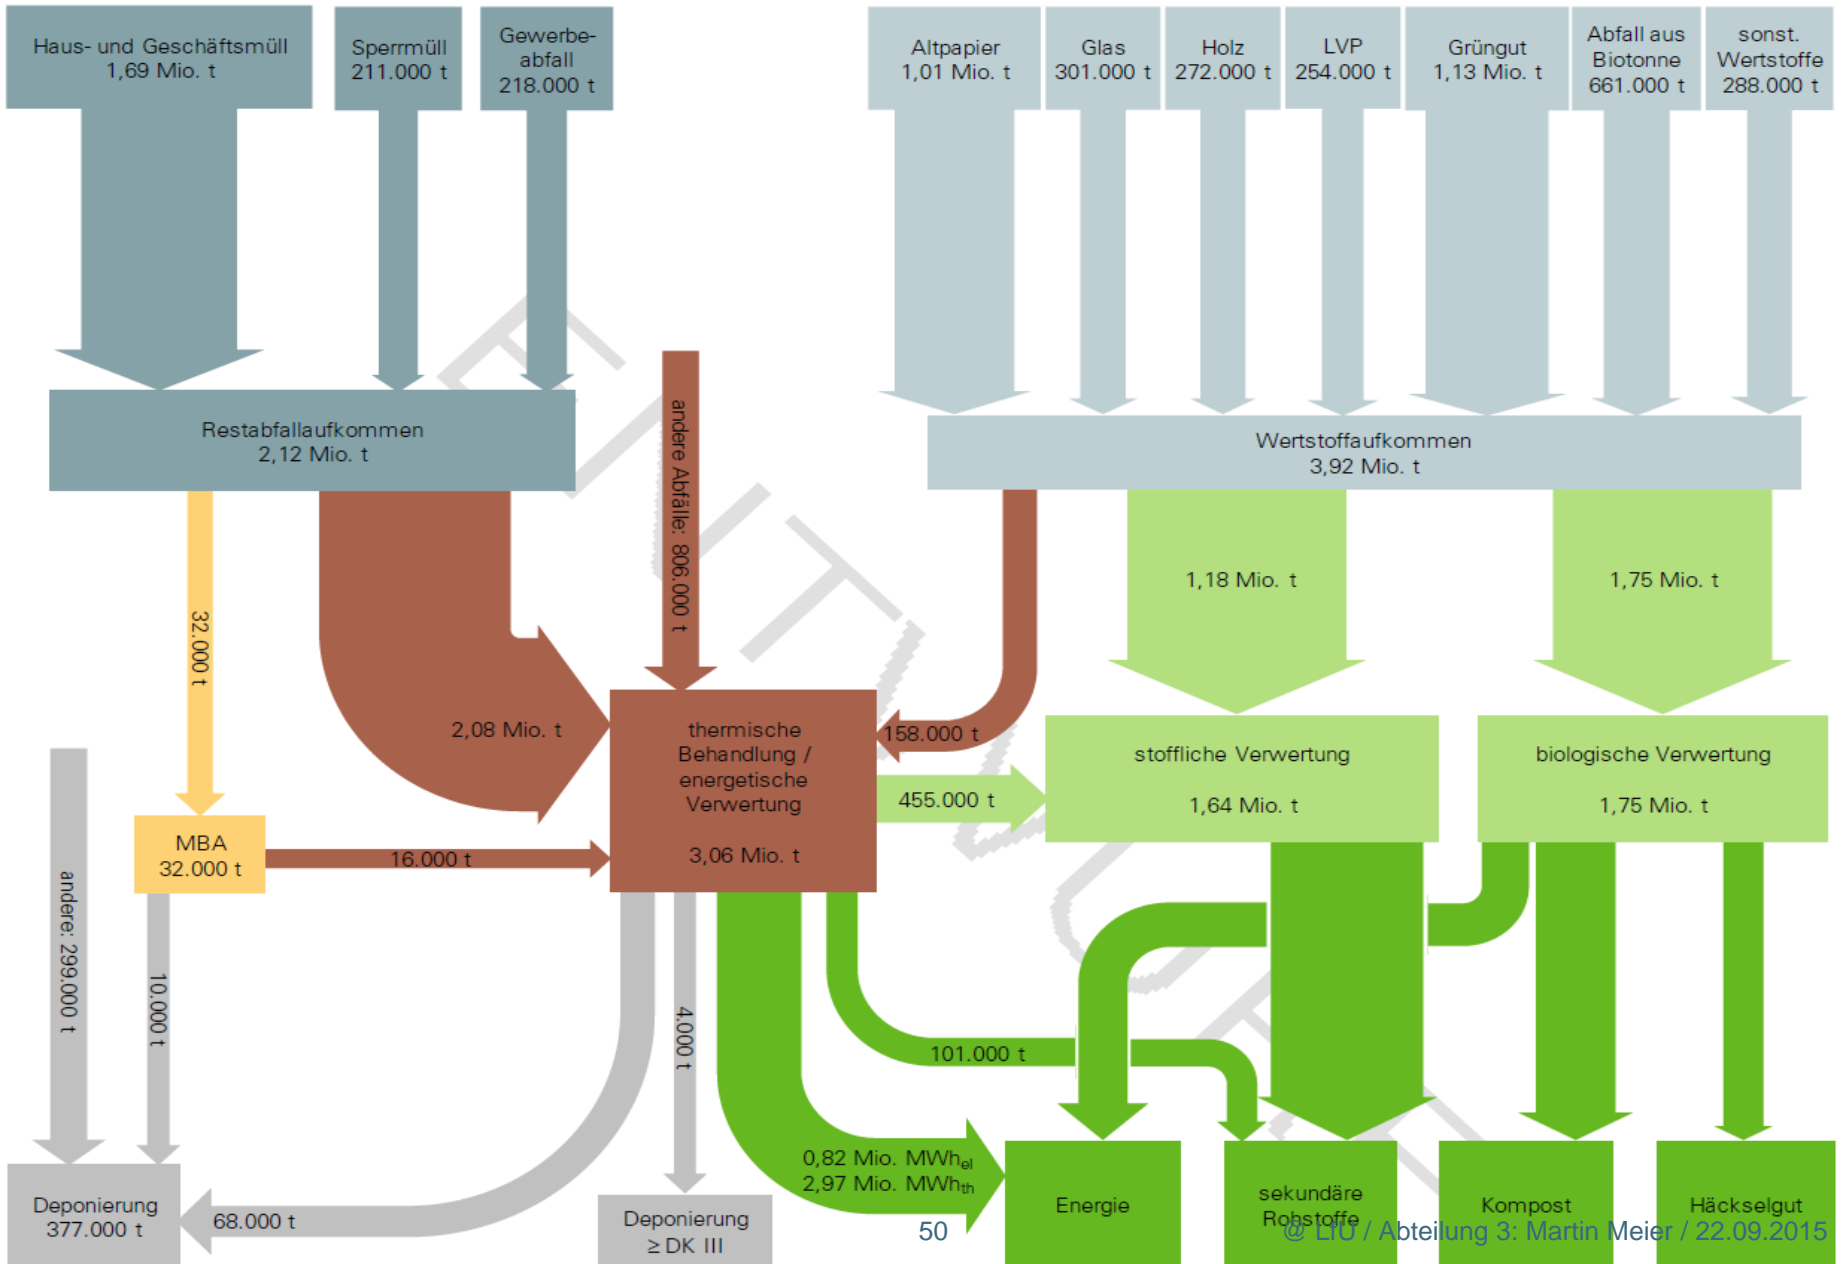 Haus- und Geschäftsmüll
1,69 Mio. t
Sperrmüll
211.000 t
Gewerbe-
abfall
218.000 t
Altpapier
1,01 Mio. t
Glas
301.000 t
Holz
272.000 t
LVP
254.000 t
Grüngut
1,13 Mio. t
Abfall aus
Biotonne
661.000 t
sonst.
Wertstoffe
288.000 t
Restabfallaufkommen
2,12 Mio. t
andere Abfälle: 806.000 t
Wertstoffaufkommen
3,92 Mio. t
32.000 t
2,08 Mio. t
158.000 t
1,18 Mio. t
1,75 Mio. t
thermische
Behandlung /
energetische
Verwertung
3,06 Mio. t
455.000 t
stoffliche Verwertung
1,64 Mio. t
biologische Verwertung
1,75 Mio. t
MBA
32.000 t
16.000 t
andere: 299.000 t
10.000 t
4.000 t
101.000 t
0,82 Mio. MWhel
2,97 Mio. MWhth
Deponierung
377.000 t
68.000 t
Deponierung
≥ DK III
Energie
sekundäre
Rohstoffe
Kompost
Häckselgut
50
@ LfU / Abteilung 3: Martin Meier / 22.09.2015